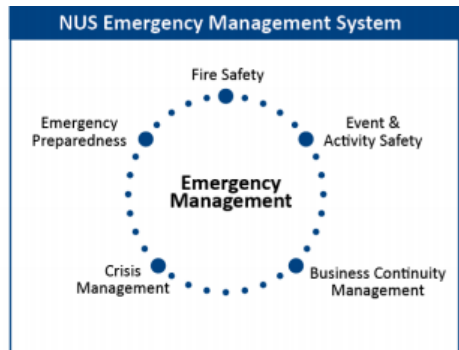 NUS Emergency Management System
Fire Safety
Emergency
Preparedness
Event &
Activity Safety
Emergency
Management
Crisis
Management
Business Continuity
Management